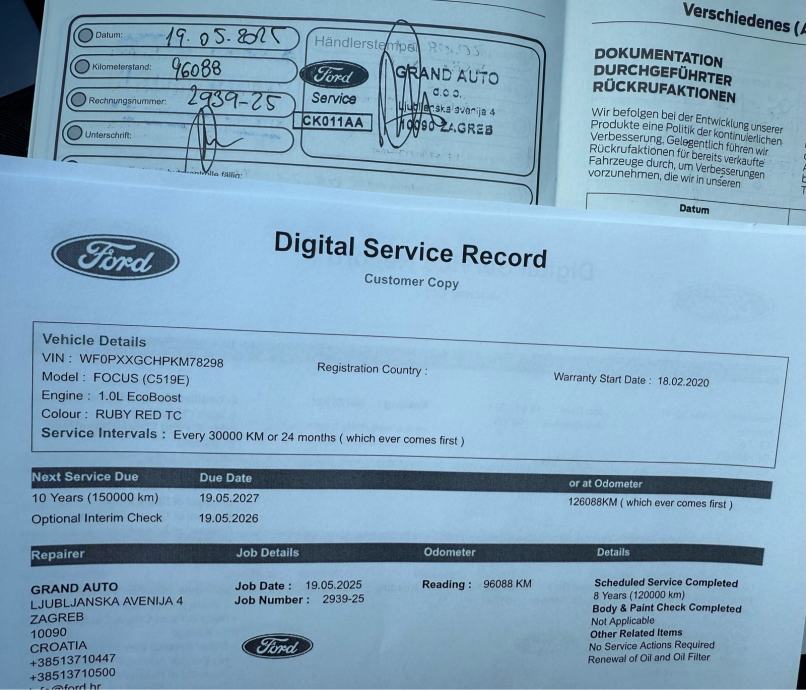 Verschiedenes (
Datum: 19.05.2025
Kilometerstand: 96088
Rechnungsnummer: 2939-25
Unterschrift:
Händlerstempel
Ford
Service
CK011AA
GRAND AUTO
d.o.o.
Ljubljanska avenija 4
10090 ZAGREB
DOKUMENTATION
DURCHGEFÜHRTER
RÜCKRUFAKTIONEN
Wir befolgen bei der Entwicklung unserer
Produkte eine Politik der kontinuierlichen
Verbesserung. Gelegentlich führen wir
Rückrufaktionen für bereits verkaufte
Fahrzeuge durch, um Verbesserungen
vorzunehmen, die wir in unseren
Datum
Ford
Digital Service Record
Customer Copy
Vehicle Details
VIN : WF0PXXGCHPKM78298
Registration Country :
Warranty Start Date : 18.02.2020
Model : FOCUS (C519E)
Engine : 1.0L EcoBoost
Colour : RUBY RED TC
Service Intervals : Every 30000 KM or 24 months ( which ever comes first )
Next Service Due Due Date or at Odometer
10 Years (150000 km) 19.05.2027 126088KM ( which ever comes first )
Optional Interim Check 19.05.2026
Repairer Job Details Odometer Details
GRAND AUTO
LJUBLJANSKA AVENIJA 4
ZAGREB
10090
CROATIA
+38513710447
+38513710500
Job Date : 19.05.2025
Job Number : 2939-25
Ford
Reading : 96088 KM
Scheduled Service Completed
8 Years (120000 km)
Body & Paint Check Completed
Not Applicable
Other Related Items
No Service Actions Required
Renewal of Oil and Oil Filter